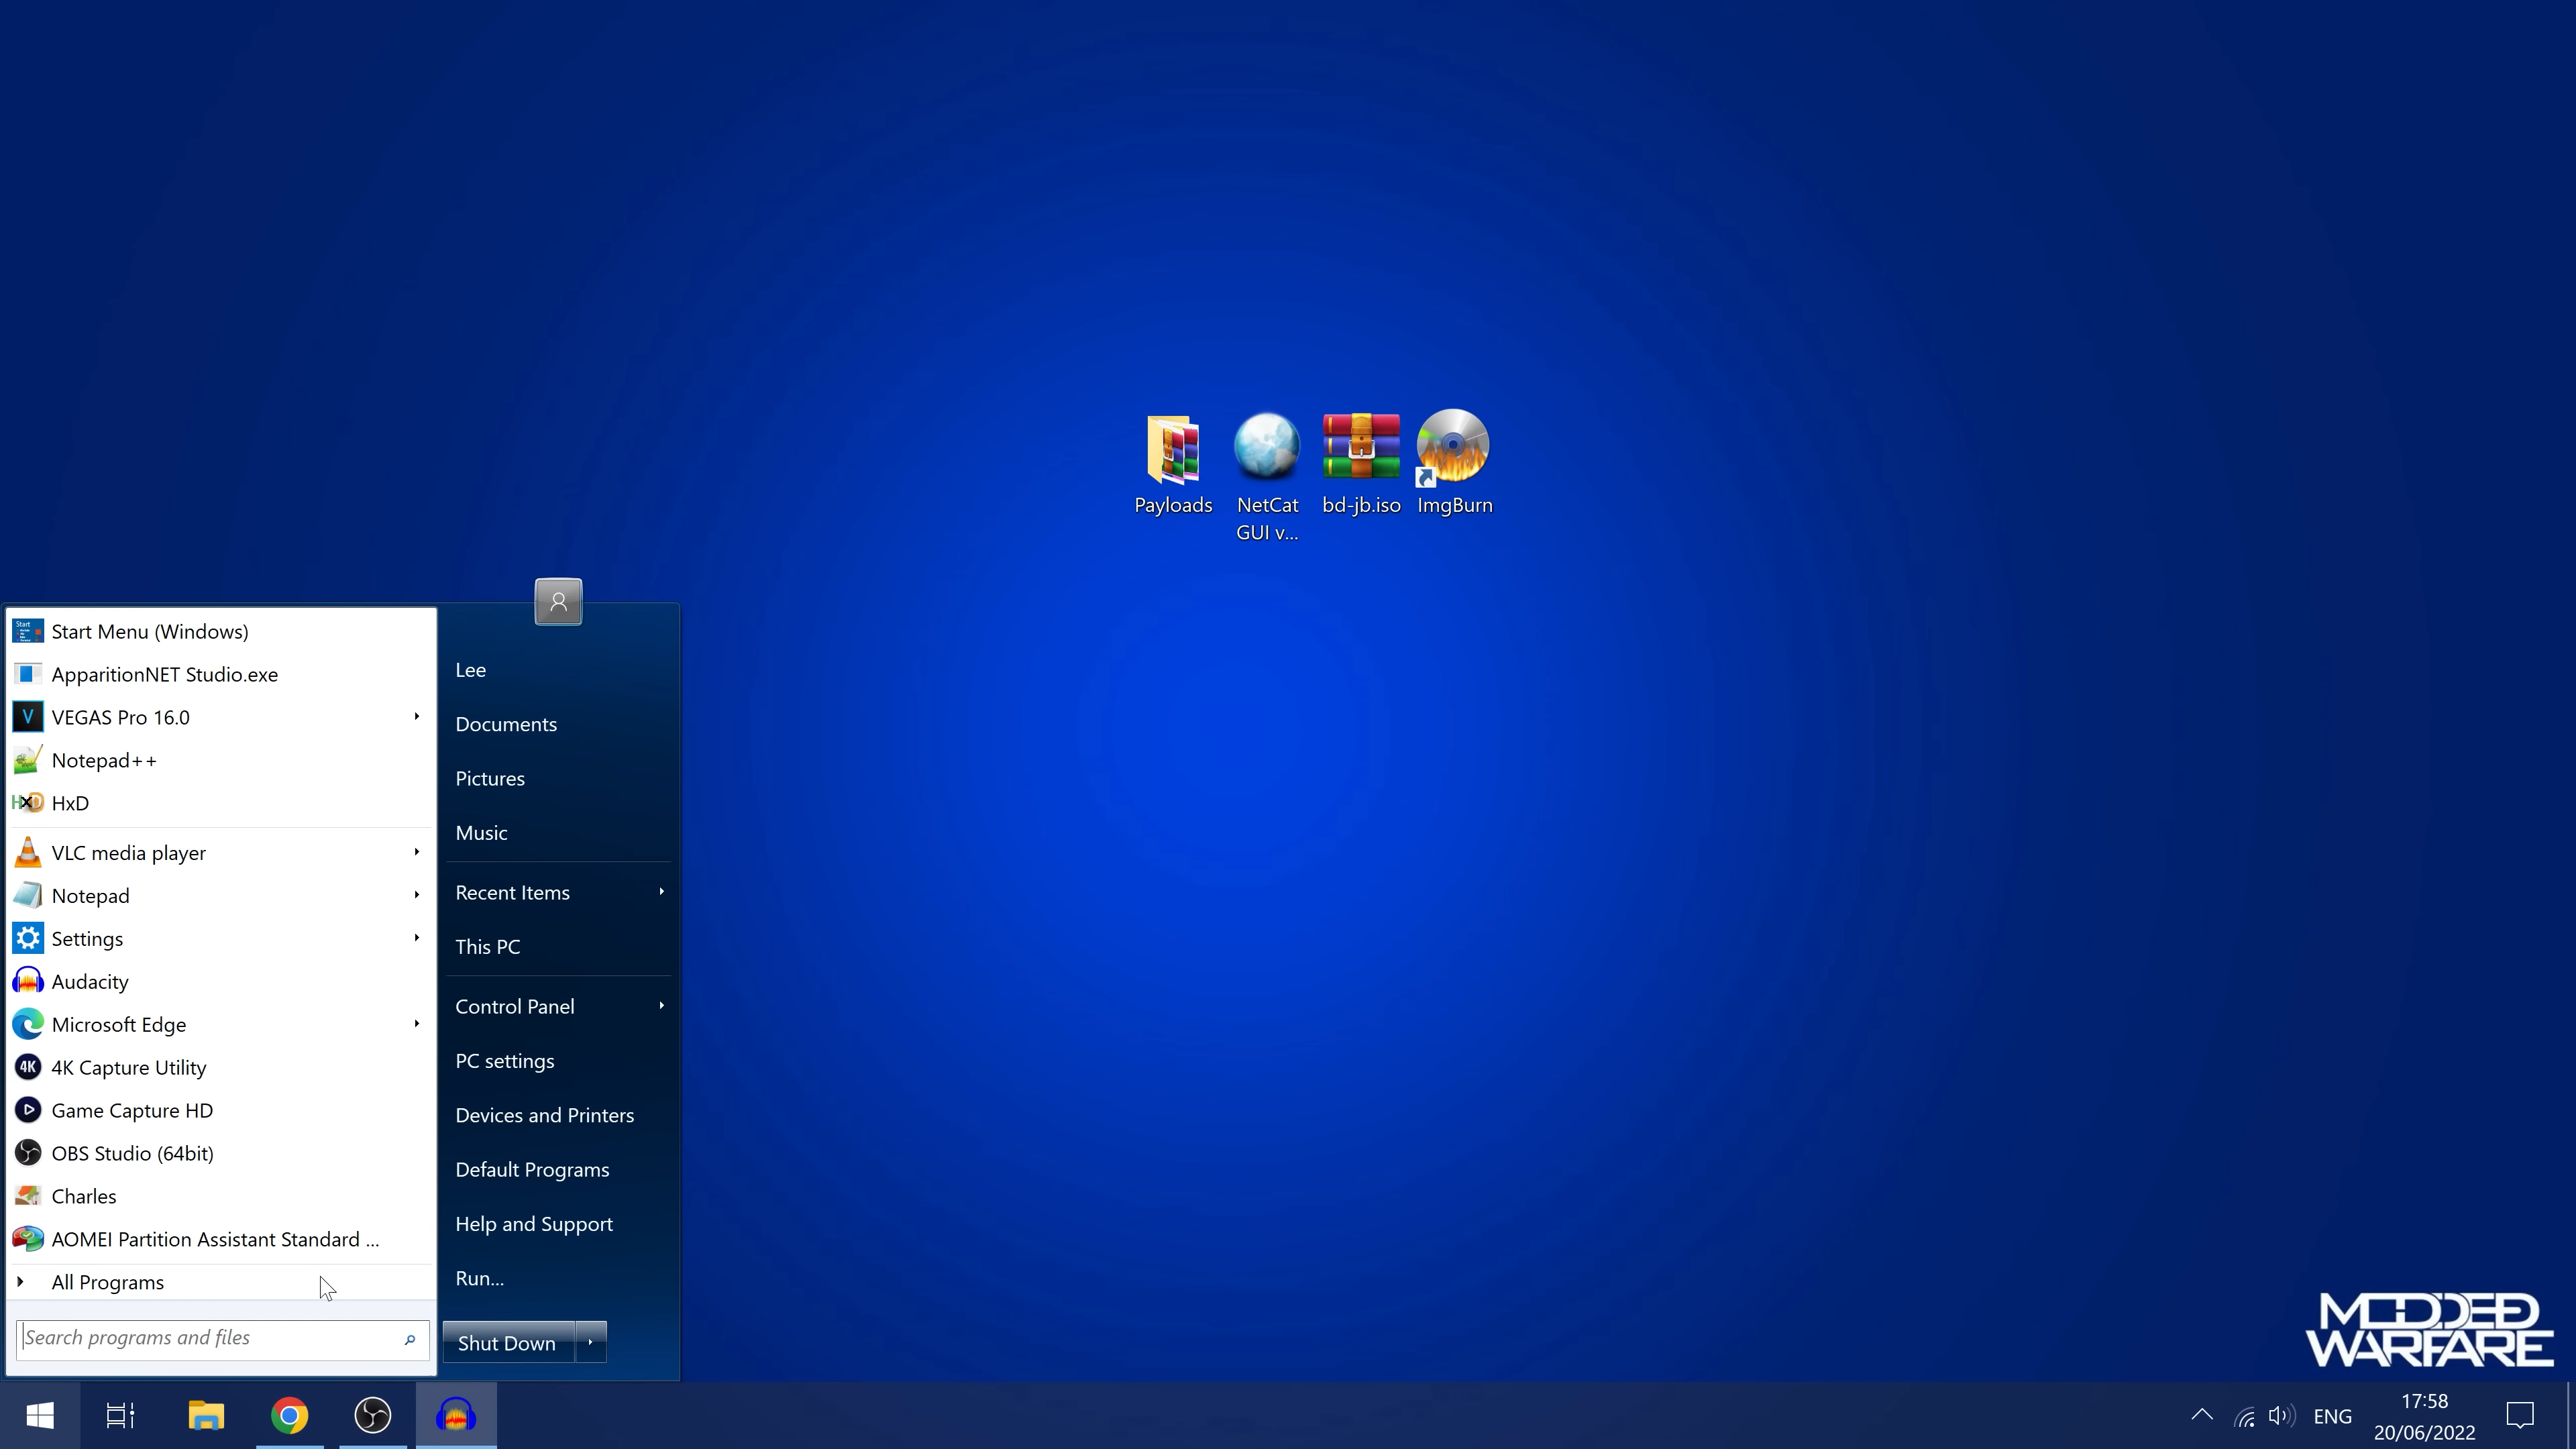 Payloads
NetCat
GUI v...
bd-jb.iso
ImgBurn
Start
Start Menu (Windows)
ApparitionNET Studio.exe
V
VEGAS Pro 16.0
Notepad++
HxD
HxD
VLC media player
Notepad
Settings
Audacity
Microsoft Edge
4K
4K Capture Utility
Game Capture HD
OBS Studio (64bit)
Charles
AOMEI Partition Assistant Standard ...
All Programs
Search programs and files
Lee
Documents
Pictures
Music
Recent Items
This PC
Control Panel
PC settings
Devices and Printers
Default Programs
Help and Support
Run...
Shut Down
MODDED
WARFARE
ENG
17:58
20/06/2022